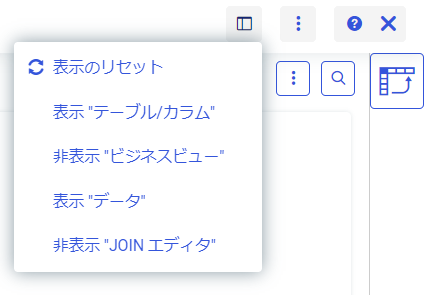 表示のリセット
表示 "テーブル/カラム"
非表示 "ビジネスビュー"
表示 "データ"
非表示 "JOIN エディタ"